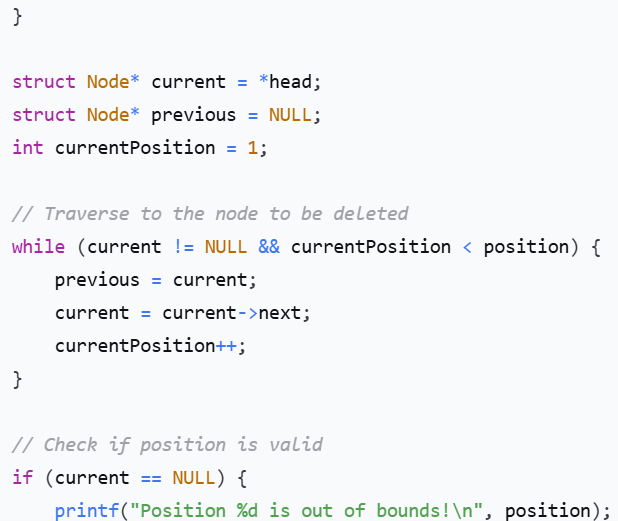 }
struct Node* current = *head;
struct Node* previous = NULL;
int currentPosition = 1;
// Traverse to the node to be deleted
while (current != NULL && currentPosition < position) {
    previous = current;
    current = current->next;
    currentPosition++;
}
// Check if position is valid
if (current == NULL) {
    printf("Position %d is out of bounds!\n", position);